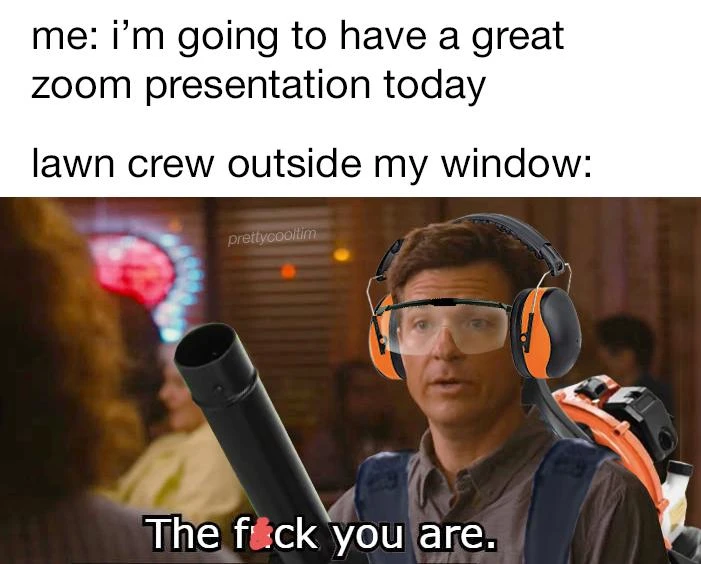 me: i’m going to have a great
zoom presentation today
lawn crew outside my window:
prettycooltim
The f ck you are.